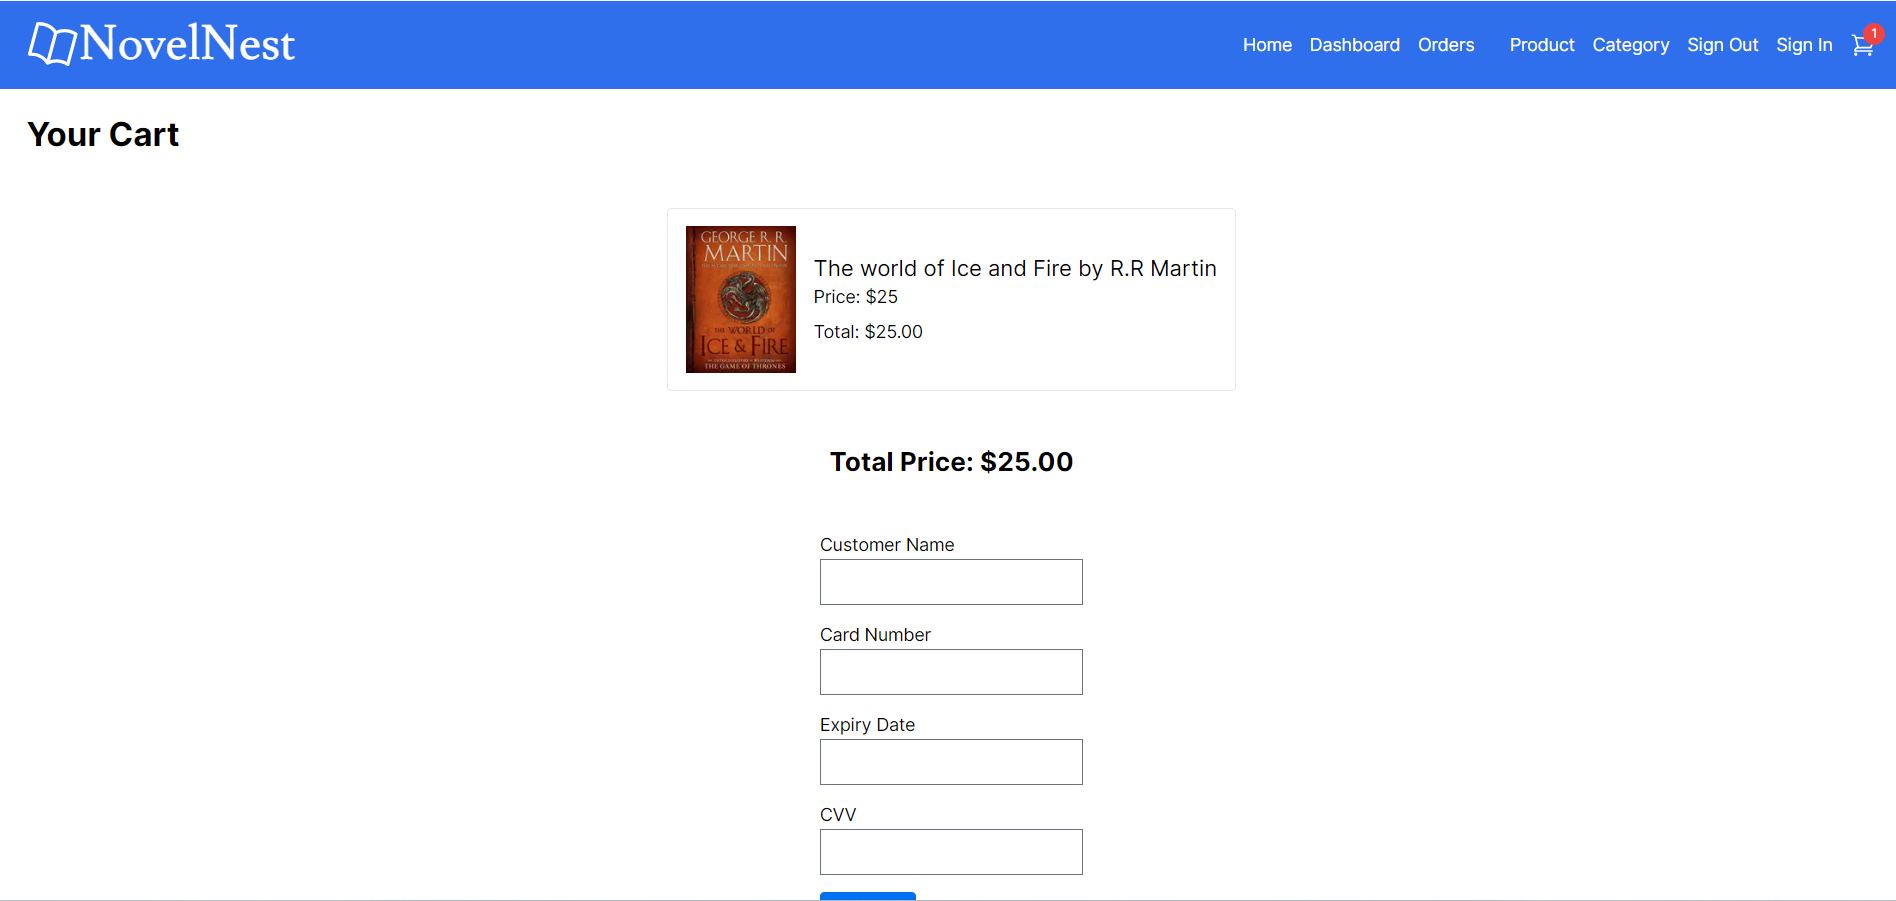 NovelNest
Home Dashboard Orders Product Category Sign Out Sign In 1
Your Cart
GEORGE R. R.
MARTIN
THE WORLD OF
ICE & FIRE
THE GAME OF THRONES
The world of Ice and Fire by R.R Martin
Price: $25
Total: $25.00
Total Price: $25.00
Customer Name
Card Number
Expiry Date
CVV